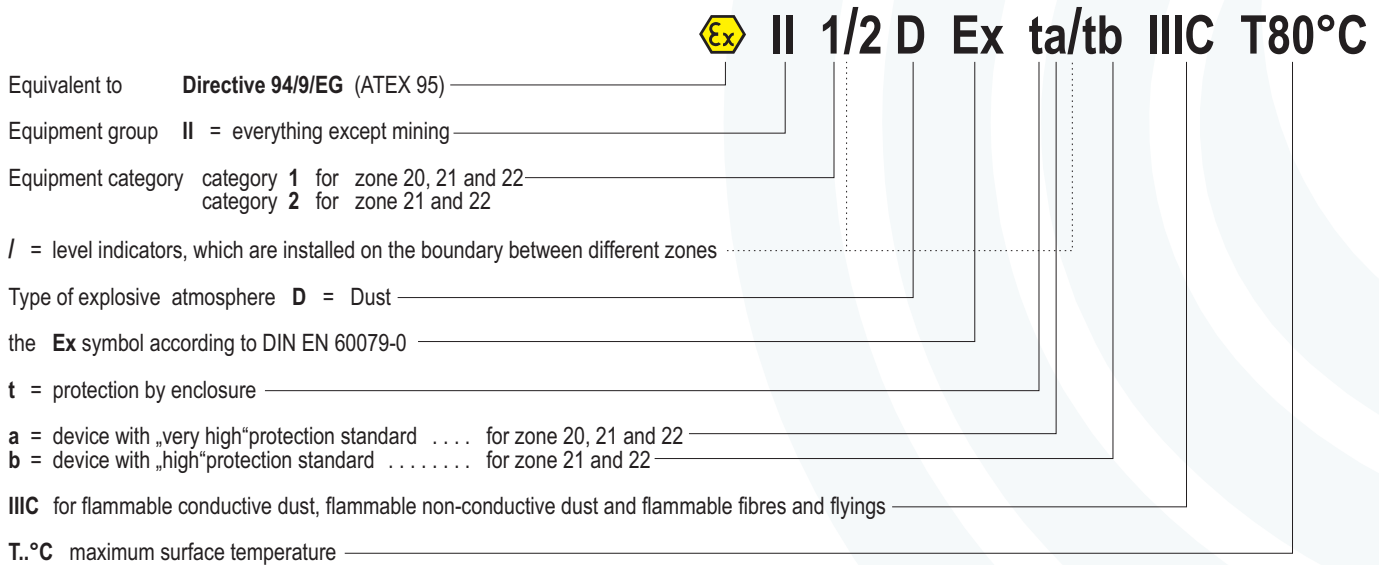 Ex II 1/2 D Ex ta/tb IIIC T80°C
Equivalent to Directive 94/9/EG (ATEX 95)
Equipment group II = everything except mining
Equipment category category 1 for zone 20, 21 and 22
category 2 for zone 21 and 22
/ = level indicators, which are installed on the boundary between different zones
Type of explosive atmosphere D = Dust
the Ex symbol according to DIN EN 60079-0
t = protection by enclosure
a = device with „very high“protection standard . . . . for zone 20, 21 and 22
b = device with „high“protection standard . . . . . . . . for zone 21 and 22
IIIC for flammable conductive dust, flammable non-conductive dust and flammable fibres and flyings
T..°C maximum surface temperature